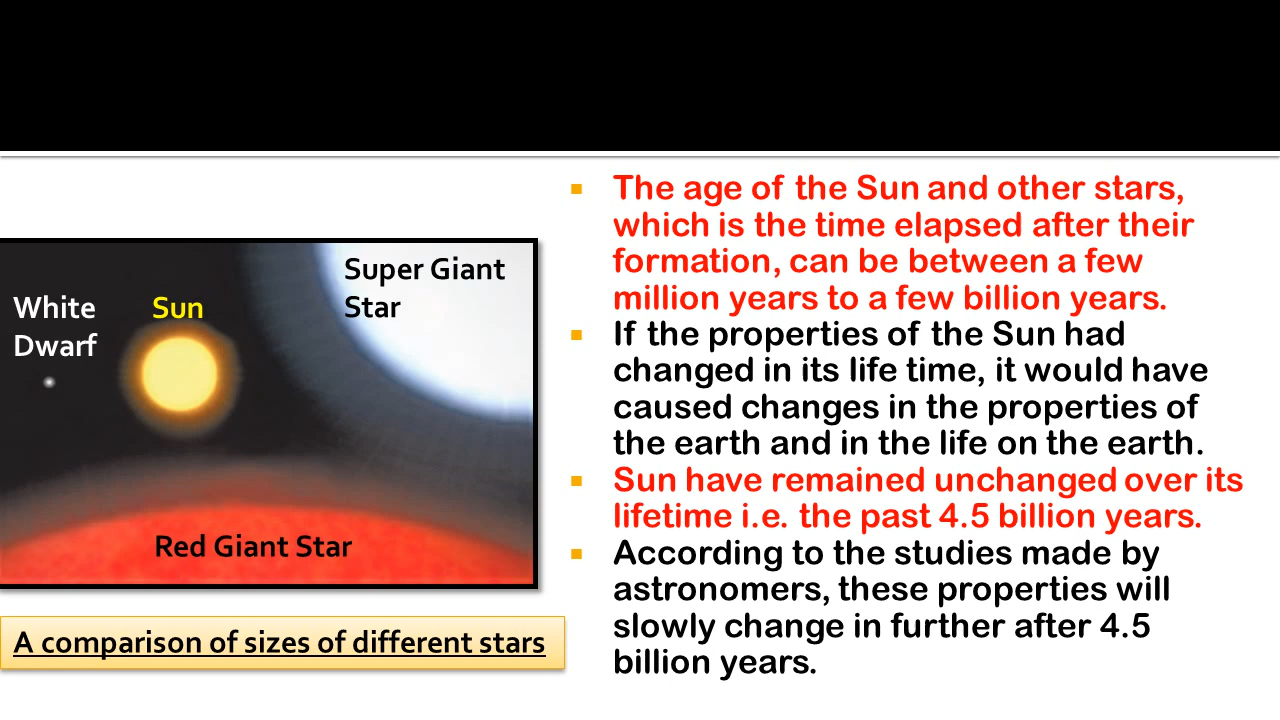 Super Giant
Star
White
Dwarf
Sun
Red Giant Star
A comparison of sizes of different stars
The age of the Sun and other stars,
which is the time elapsed after their
formation, can be between a few
million years to a few billion years.
If the properties of the Sun had
changed in its life time, it would have
caused changes in the properties of
the earth and in the life on the earth.
Sun have remained unchanged over its
lifetime i.e. the past 4.5 billion years.
According to the studies made by
astronomers, these properties will
slowly change in further after 4.5
billion years.